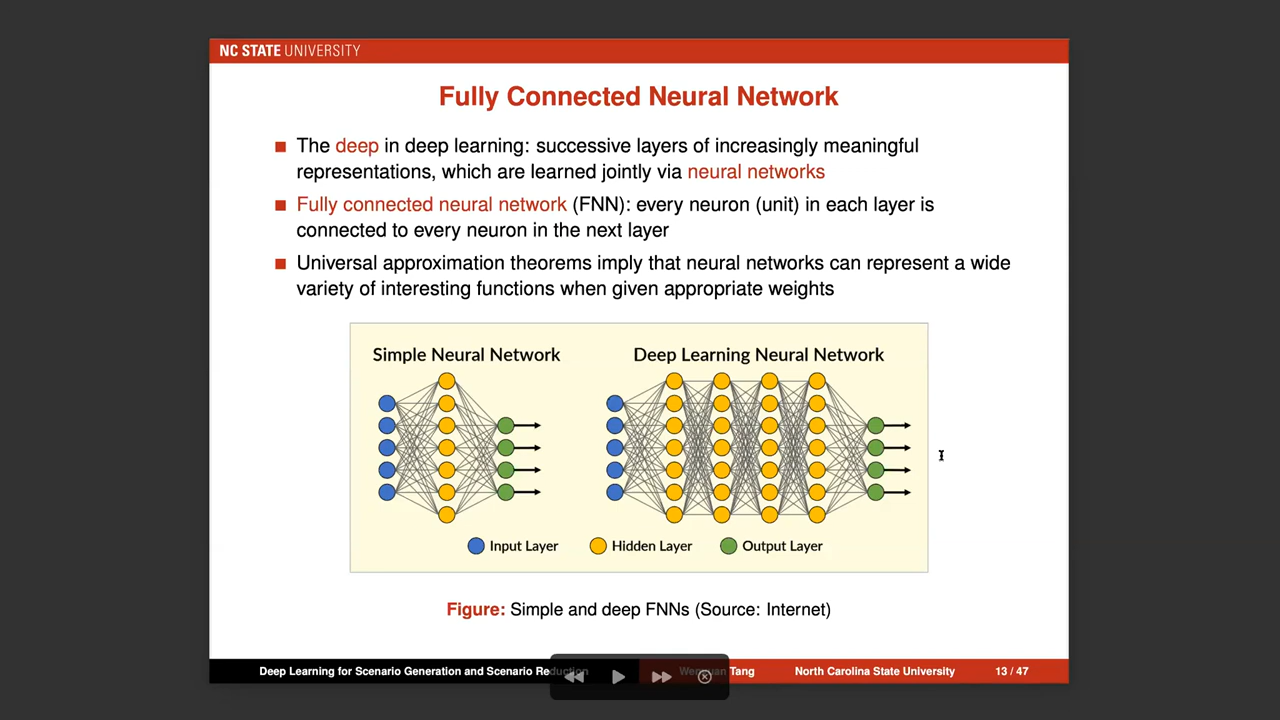 NC STATE UNIVERSITY
Fully Connected Neural Network
The deep in deep learning: successive layers of increasingly meaningful
representations, which are learned jointly via neural networks
Fully connected neural network (FNN): every neuron (unit) in each layer is
connected to every neuron in the next layer
Universal approximation theorems imply that neural networks can represent a wide
variety of interesting functions when given appropriate weights
Simple Neural Network
Deep Learning Neural Network
Input Layer
Hidden Layer
Output Layer
Figure: Simple and deep FNNs (Source: Internet)
Deep Learning for Scenario Generation and Scenario Reduction
Tang
North Carolina State University
13 / 47